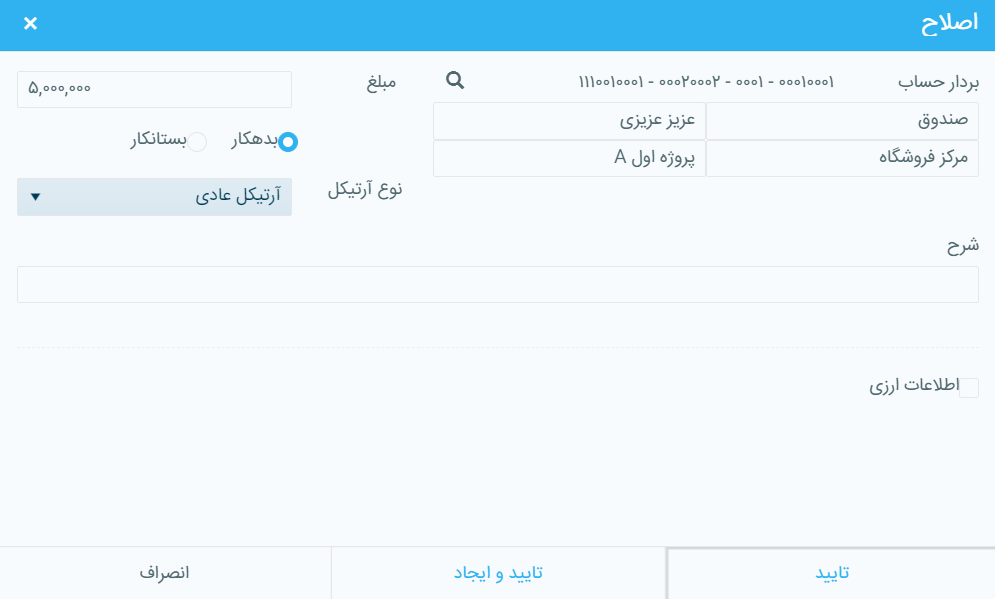 اصلاح ×
بردار حساب ۰۰۰۱۰۰۰۱ - ۰۰۰۱ - ۰۰۰۲۰۰۰۲ - ۱۱۱۰۰۱۰۰۰۱
صندوق عزیز عزیزی
مرکز فروشگاه پروژه اول A
مبلغ ۵,۰۰۰,۰۰۰
بدهکار بستانکار
نوع آرتیکل آرتیکل عادی
شرح
اطلاعات ارزی
تایید تایید و ایجاد انصراف